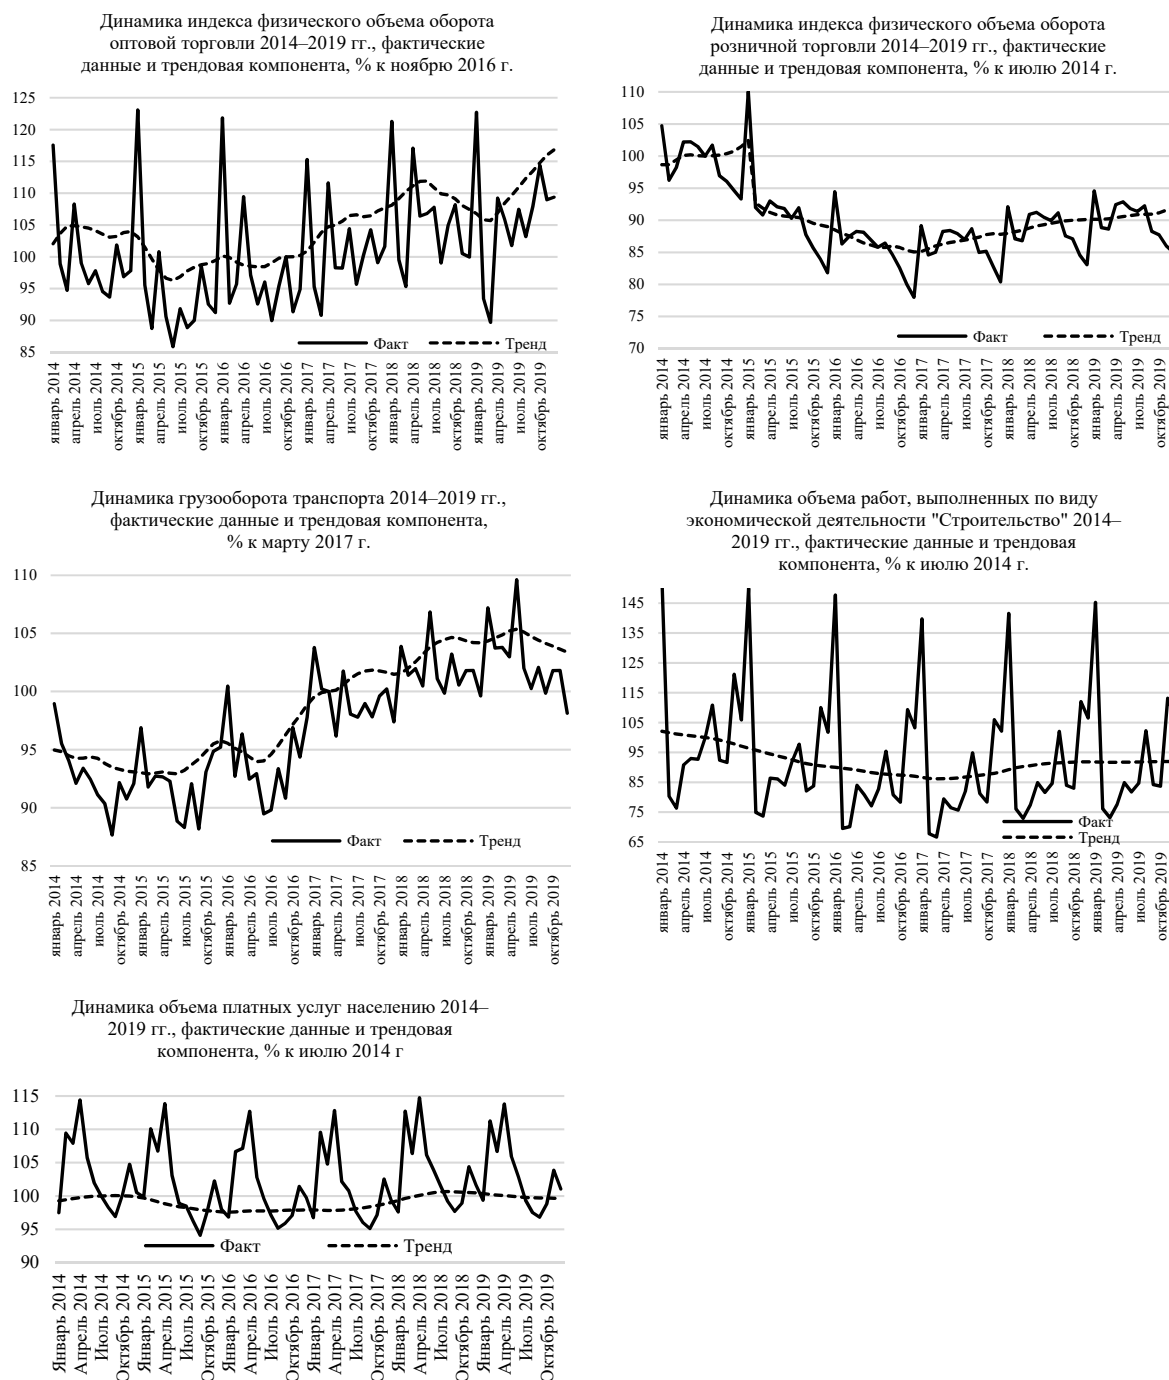 Динамика индекса физического объема оборота
оптовой торговли 2014–2019 гг., фактические
данные и трендовая компонента, % к ноябрю 2016 г.
125
120
115
110
105
100
95
90
85
Факт
Тренд
январь 2014
апрель 2014
июль 2014
октябрь 2014
январь 2015
апрель 2015
июль 2015
октябрь 2015
январь 2016
апрель 2016
июль 2016
октябрь 2016
январь 2017
апрель 2017
июль 2017
октябрь 2017
январь 2018
апрель 2018
июль 2018
октябрь 2018
январь 2019
апрель 2019
июль 2019
октябрь 2019
Динамика индекса физического объема оборота
розничной торговли 2014–2019 гг., фактические
данные и трендовая компонента, % к июлю 2014 г.
110
105
100
95
90
85
80
75
70
Факт
Тренд
январь 2014
апрель 2014
июль 2014
октябрь 2014
январь 2015
апрель 2015
июль 2015
октябрь 2015
январь 2016
апрель 2016
июль 2016
октябрь 2016
январь 2017
апрель 2017
июль 2017
октябрь 2017
январь 2018
апрель 2018
июль 2018
октябрь 2018
январь 2019
апрель 2019
июль 2019
октябрь 2019
Динамика грузооборота транспорта 2014–2019 гг.,
фактические данные и трендовая компонента,
% к марту 2017 г.
110
105
100
95
90
85
Факт
Тренд
январь 2014
апрель 2014
июль 2014
октябрь 2014
январь 2015
апрель 2015
июль 2015
октябрь 2015
январь 2016
апрель 2016
июль 2016
октябрь 2016
январь 2017
апрель 2017
июль 2017
октябрь 2017
январь 2018
апрель 2018
июль 2018
октябрь 2018
январь 2019
апрель 2019
июль 2019
октябрь 2019
Динамика объема работ, выполненных по виду
экономической деятельности "Строительство" 2014–
2019 гг., фактические данные и трендовая
компонента, % к июлю 2014 г.
145
135
125
115
105
95
85
75
65
Факт
Тренд
январь 2014
апрель 2014
июль 2014
октябрь 2014
январь 2015
апрель 2015
июль 2015
октябрь 2015
январь 2016
апрель 2016
июль 2016
октябрь 2016
январь 2017
апрель 2017
июль 2017
октябрь 2017
январь 2018
апрель 2018
июль 2018
октябрь 2018
январь 2019
апрель 2019
июль 2019
октябрь 2019
Динамика объема платных услуг населению 2014–
2019 гг., фактические данные и трендовая
компонента, % к июлю 2014 г
115
110
105
100
95
90
Факт
Тренд
Январь 2014
Апрель 2014
Июль 2014
Октябрь 2014
Январь 2015
Апрель 2015
Июль 2015
Октябрь 2015
Январь 2016
Апрель 2016
Июль 2016
Октябрь 2016
Январь 2017
Апрель 2017
Июль 2017
Октябрь 2017
Январь 2018
Апрель 2018
Июль 2018
Октябрь 2018
Январь 2019
Апрель 2019
Июль 2019
Октябрь 2019